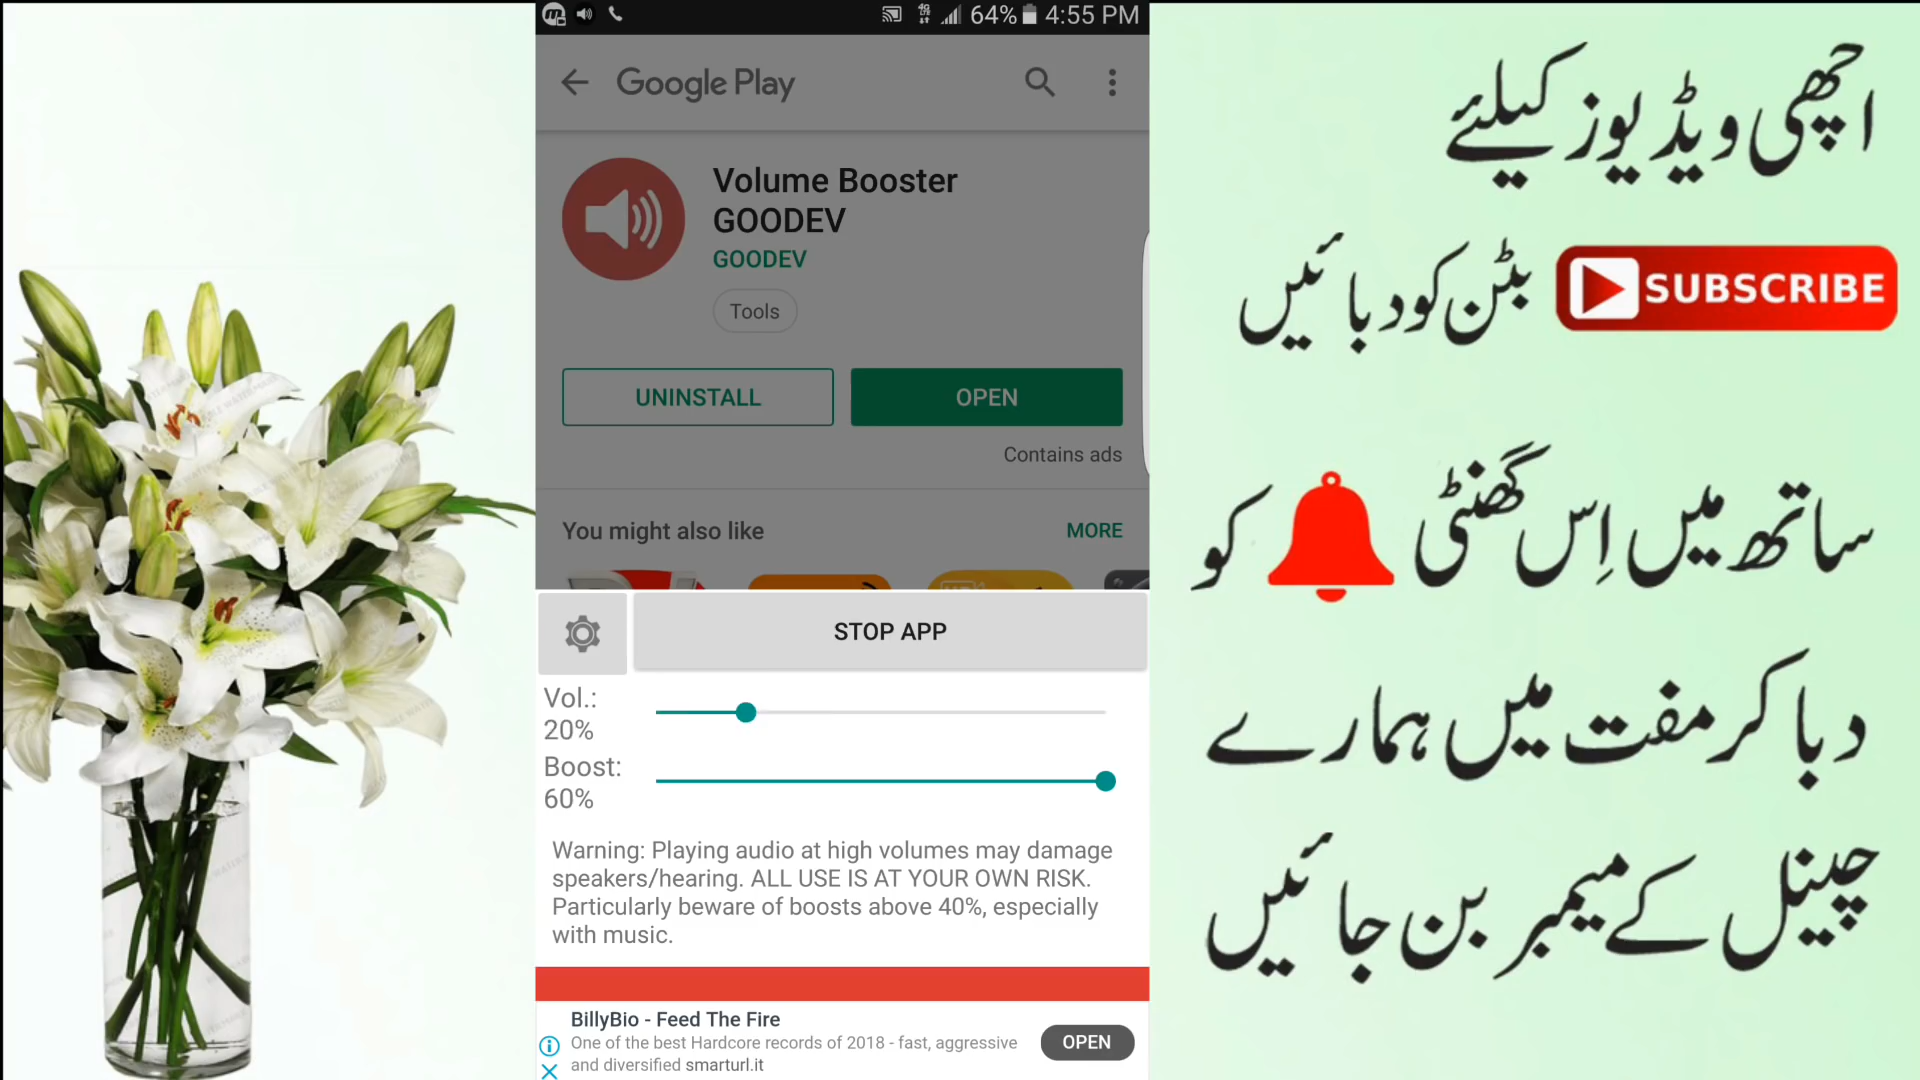 64% 4:55 PM
Google Play
Volume Booster
GOODEV
GOODEV
Tools
UNINSTALL
OPEN
Contains ads
You might also like
MORE
STOP APP
Vol.:
20%
Boost:
60%
Warning: Playing audio at high volumes may damage
speakers/hearing. ALL USE IS AT YOUR OWN RISK.
Particularly beware of boosts above 40%, especially
with music.
BillyBio - Feed The Fire
One of the best Hardcore records of 2018 - fast, aggressive
and diversified smarturl.it
OPEN
اچھی ویڈیوز کیلئے
SUBSCRIBE بٹن کو دبائیں
ساتھ میں اِس گھنٹی کو
دبا کر مفت میں ہمارے
چینل کے میمبر بن جائیں